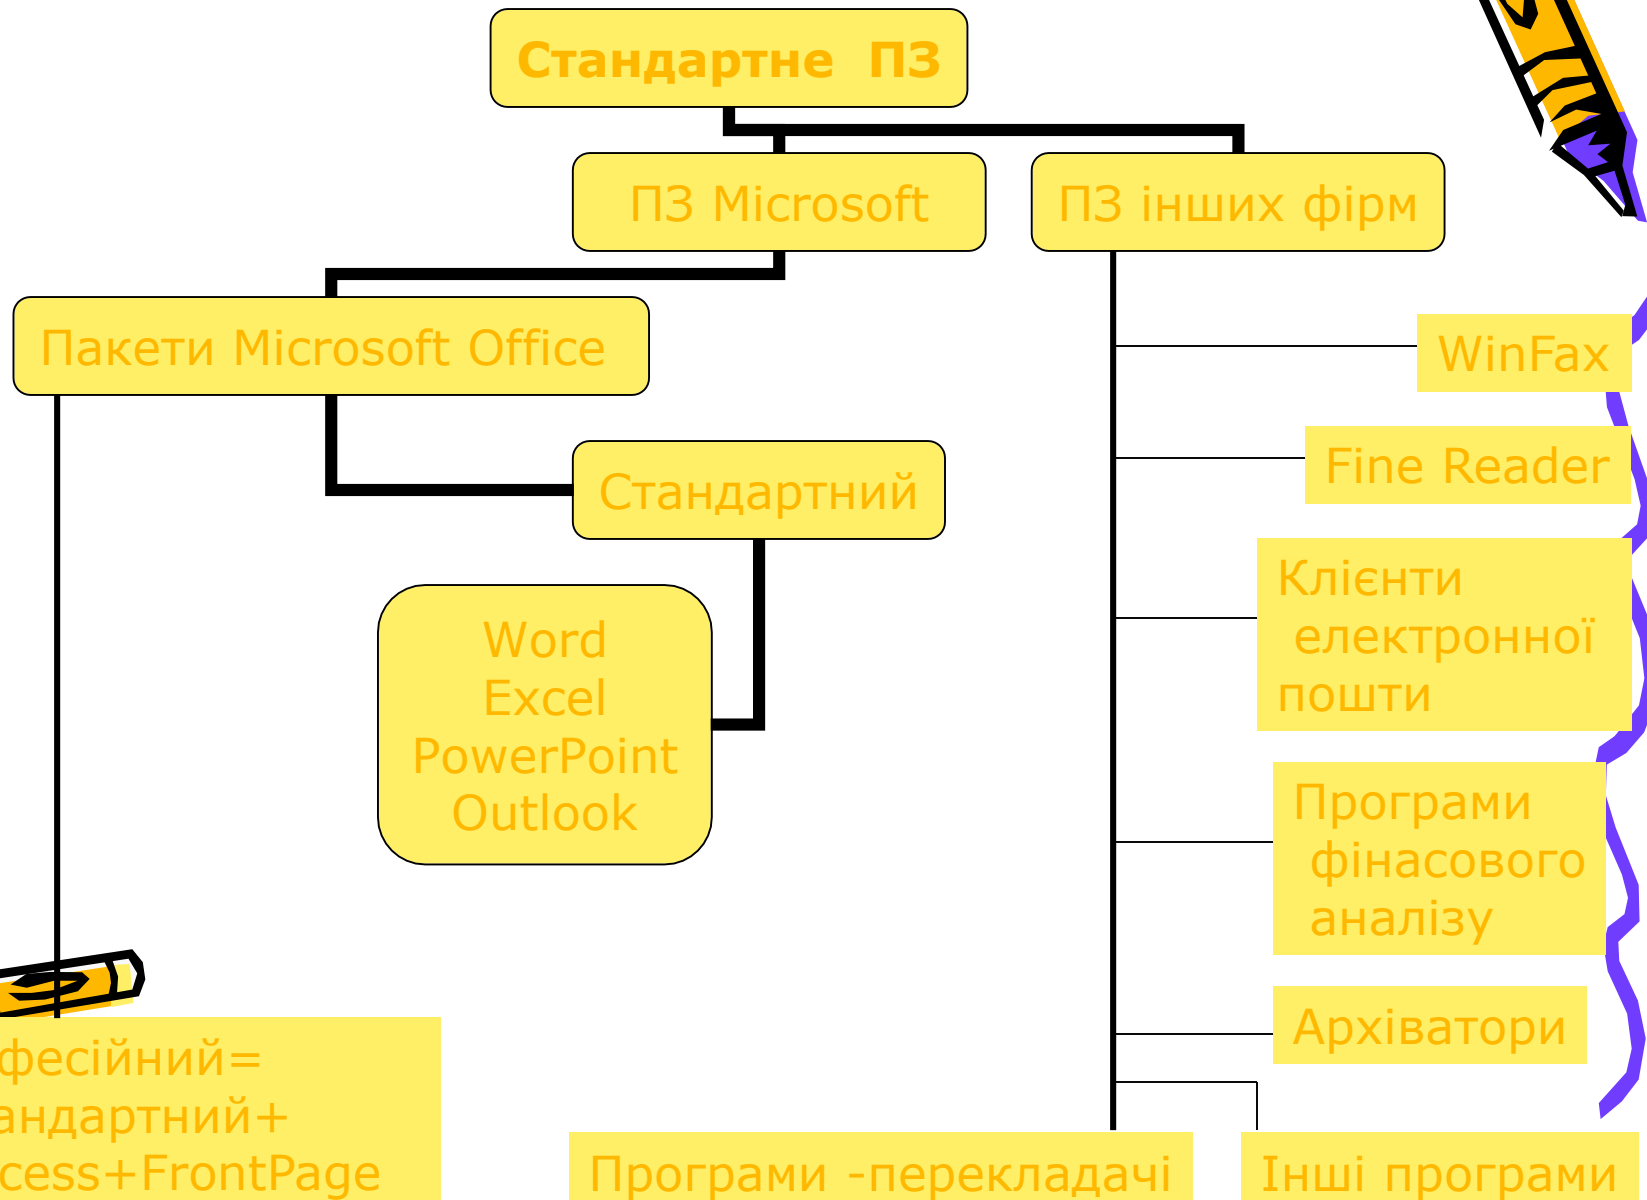 Стандартне ПЗ
ПЗ Microsoft
ПЗ інших фірм
Пакети Microsoft Office
WinFax
Fine Reader
Стандартний
Клієнти
електронної
пошти
Word
Excel
PowerPoint
Outlook
Програми
фінасового
аналізу
Архіватори
фесійний=
андартний+
cess+FrontPage
Програми -перекладачі
Інші програми